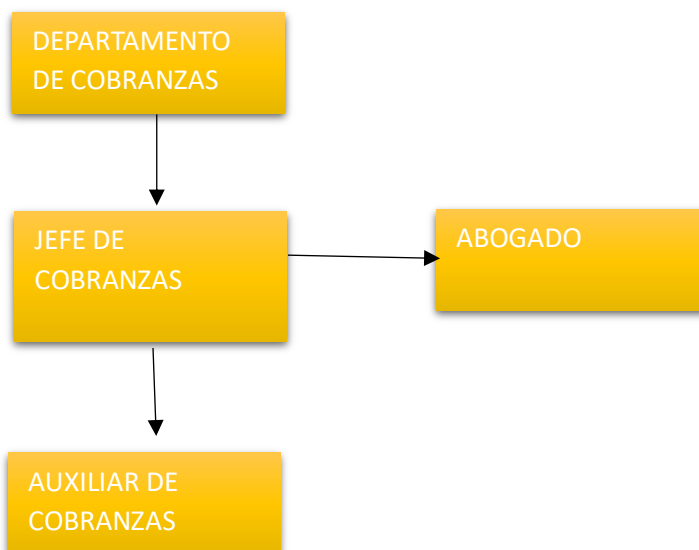 DEPARTAMENTO
DE COBRANZAS
JEFE DE
COBRANZAS
ABOGADO
AUXILIAR DE
COBRANZAS